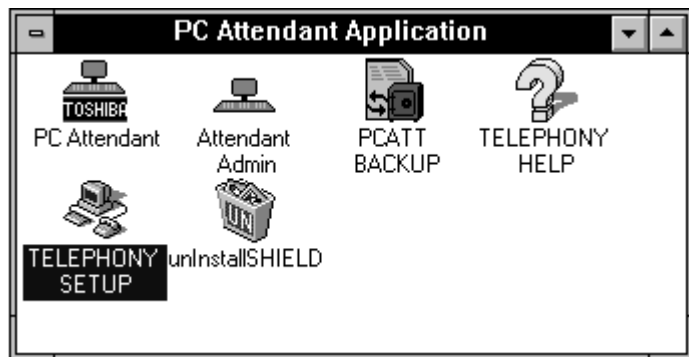 PC Attendant Application
TOSHIBA
PC Attendant
Attendant
Admin
PCATT
BACKUP
TELEPHONY
HELP
TELEPHONY
SETUP
UN
unInstallSHIELD